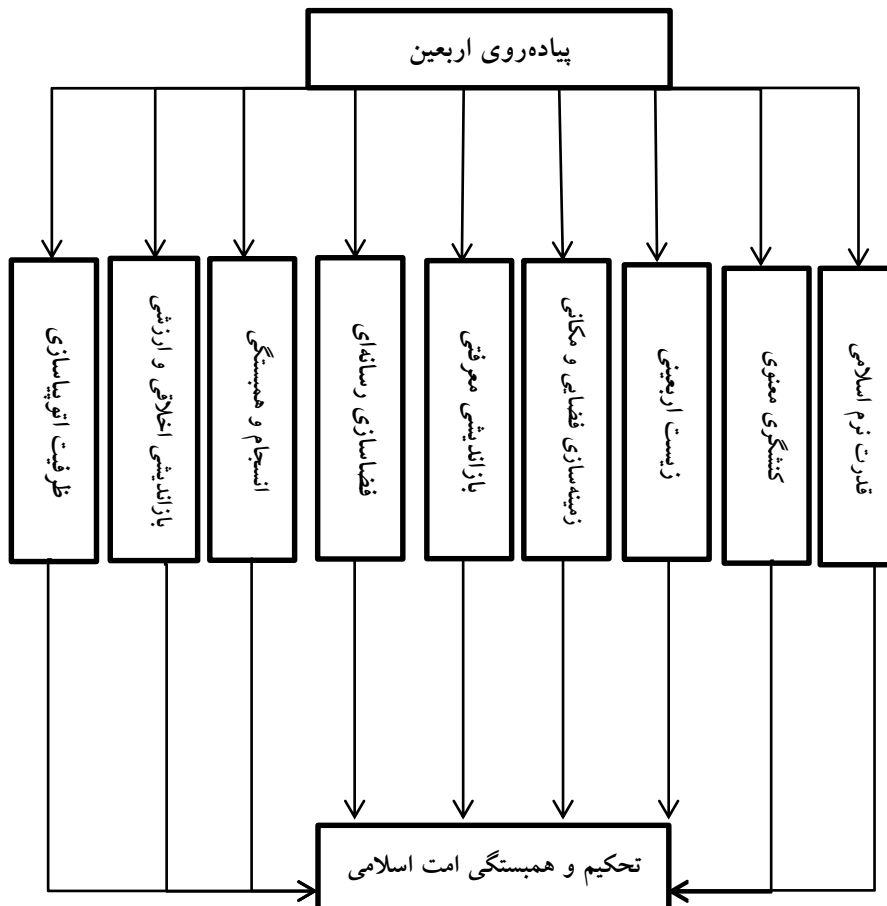 پیاده‌روی اربعین
قدرت نرم اسلامی
کنشگری معنوی
زیست اربعینی
زمینه‌سازی فضایی و مکانی
بازاندیشی معرفتی
فضاسازی رسانه‌ای
انسجام و همبستگی
بازاندیشی اخلاقی و ارزشی
ظرفیت اتوپیاسازی
تحکیم و همبستگی امت اسلامی